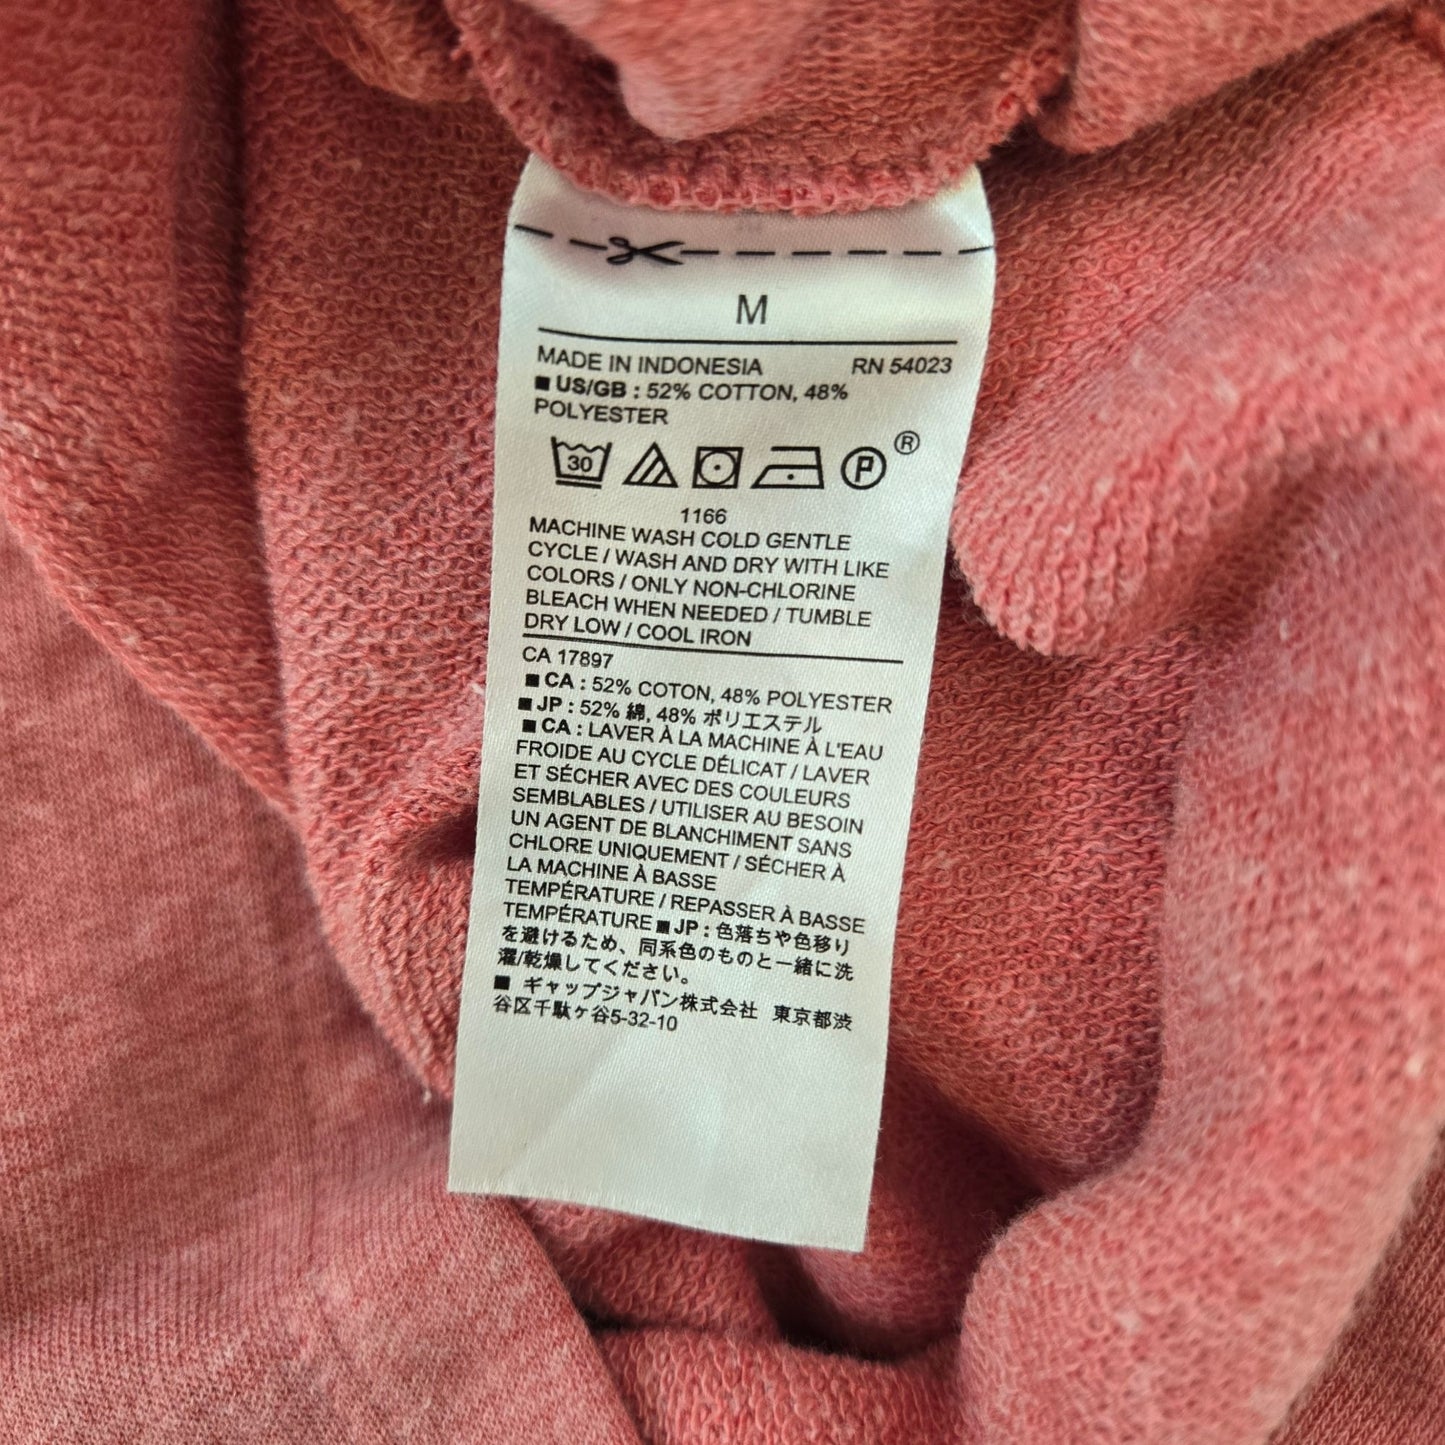 M
MADE IN INDONESIA RN 54023
■ US/GB : 52% COTTON, 48%
POLYESTER
30 P ®
1166
MACHINE WASH COLD GENTLE
CYCLE / WASH AND DRY WITH LIKE
COLORS / ONLY NON-CHLORINE
BLEACH WHEN NEEDED / TUMBLE
DRY LOW / COOL IRON
CA 17897
■ CA : 52% COTON, 48% POLYESTER
■ JP : 52% 綿, 48% ポリエステル
■ CA : LAVER À LA MACHINE À L'EAU
FROIDE AU CYCLE DÉLICAT / LAVER
ET SÉCHER AVEC DES COULEURS
SEMBLABLES / UTILISER AU BESOIN
UN AGENT DE BLANCHIMENT SANS
CHLORE UNIQUEMENT / SÉCHER À
LA MACHINE À BASSE
TEMPÉRATURE / REPASSER À BASSE
TEMPÉRATURE ■ JP : 色落ちや色移り
を避けるため、同系色のものと一緒に洗
濯/乾燥してください。
■ ギャップジャパン株式会社 東京都渋
谷区千駄ヶ谷5-32-10